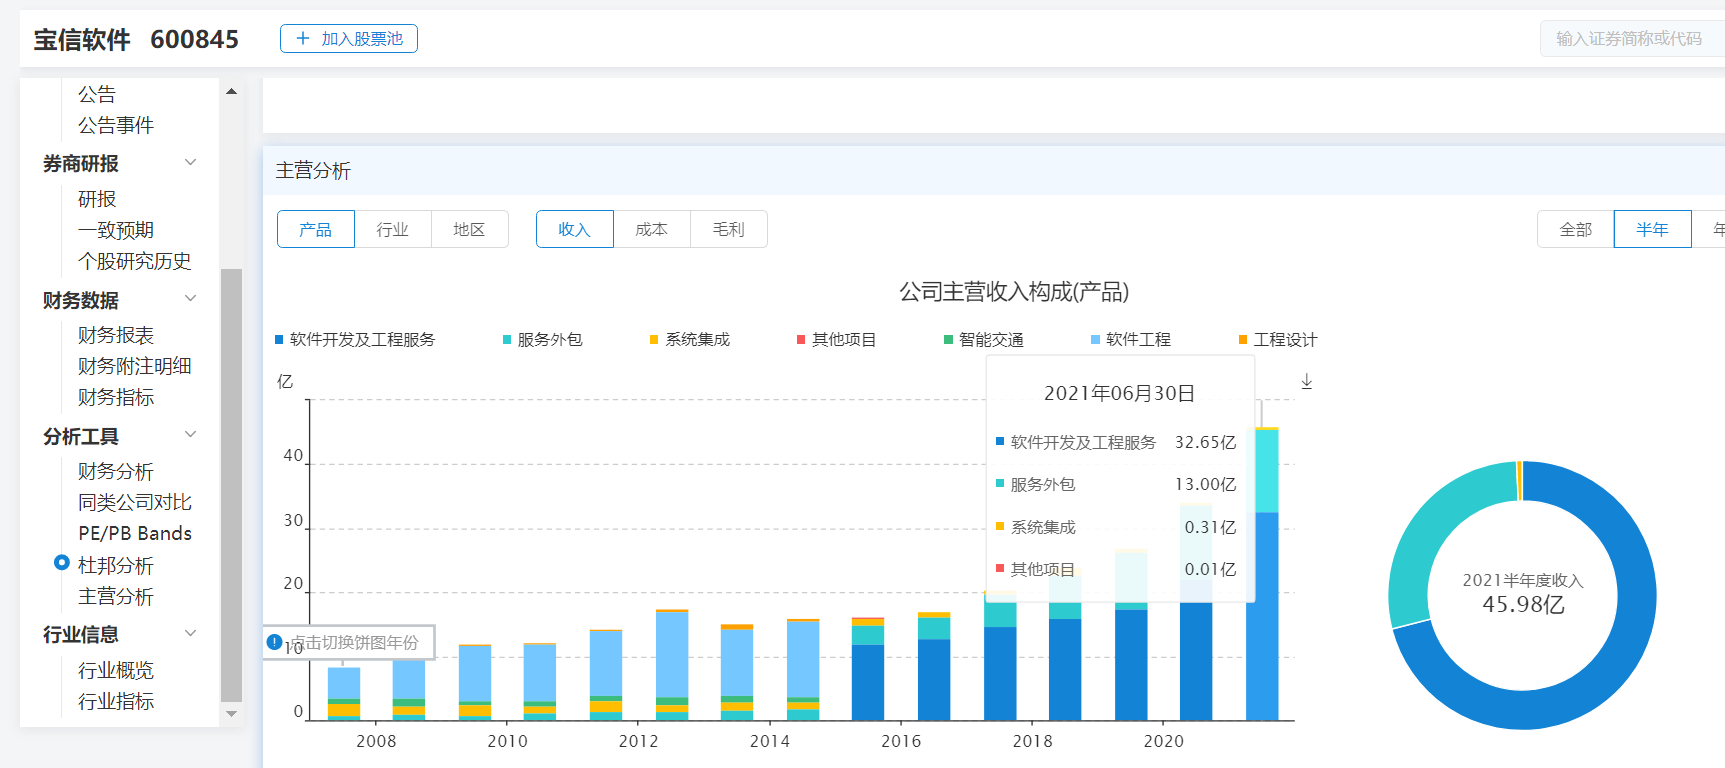 宝信软件 600845
加入股票池
输入证券简称或代码
公告
公告事件
券商研报
研报
一致预期
个股研究历史
财务数据
财务报表
财务附注明细
财务指标
分析工具
财务分析
同类公司对比
PE/PB Bands
杜邦分析
主营分析
行业信息
行业概览
行业指标
主营分析
产品 行业 地区 收入 成本 毛利 全部 半年 年
公司主营收入构成(产品)
软件开发及工程服务 服务外包 系统集成 其他项目 智能交通 软件工程 工程设计
亿
40
30
20
10
0
2008 2010 2012 2014 2016 2018 2020
点击切换饼图年份
2021年06月30日
软件开发及工程服务 32.65亿
服务外包 13.00亿
系统集成 0.31亿
其他项目 0.01亿
2021半年度收入
45.98亿